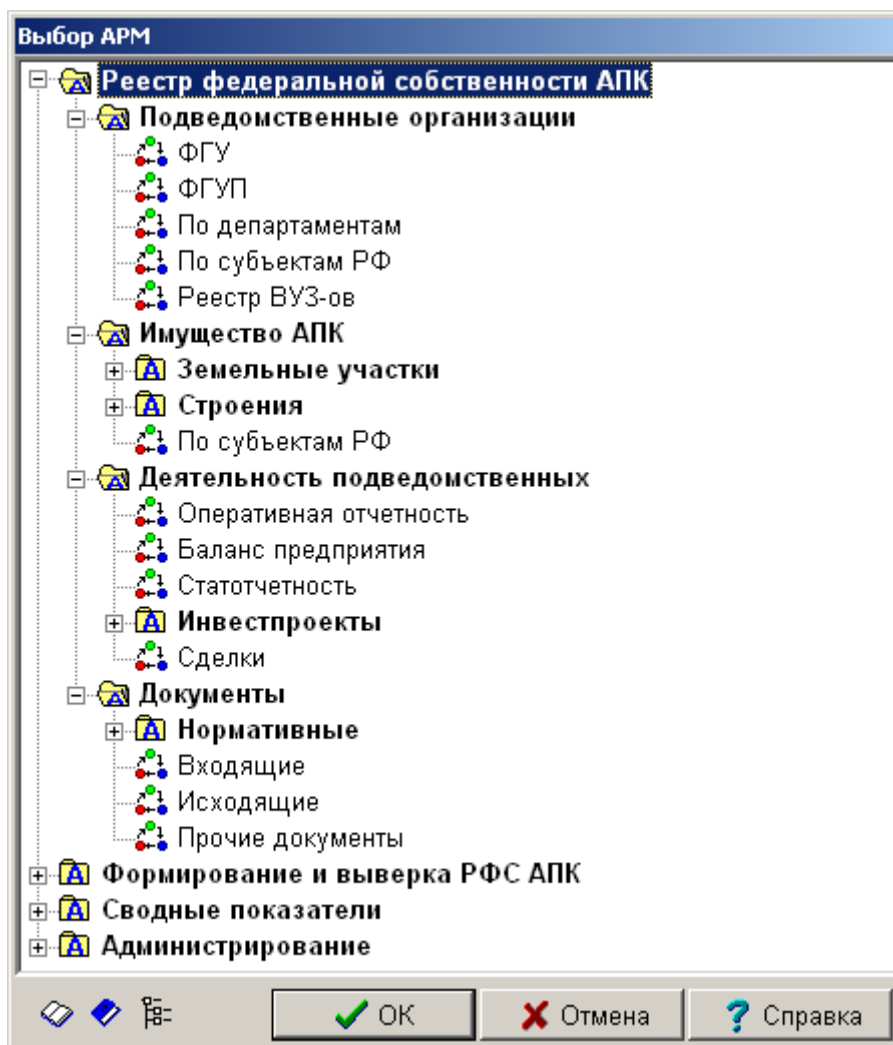 Выбор АРМ
Реестр федеральной собственности АПК
Подведомственные организации
ФГУ
ФГУП
По департаментам
По субъектам РФ
Реестр ВУЗ-ов
Имущество АПК
Земельные участки
Строения
По субъектам РФ
Деятельность подведомственных
Оперативная отчетность
Баланс предприятия
Статотчетность
Инвестпроекты
Сделки
Документы
Нормативные
Входящие
Исходящие
Прочие документы
Формирование и выверка РФС АПК
Сводные показатели
Администрирование
ОК Отмена Справка